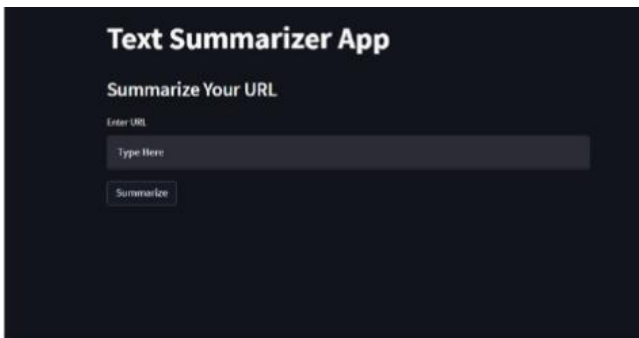 Text Summarizer App
Summarize Your URL
Enter URL
Type Here
Summarize